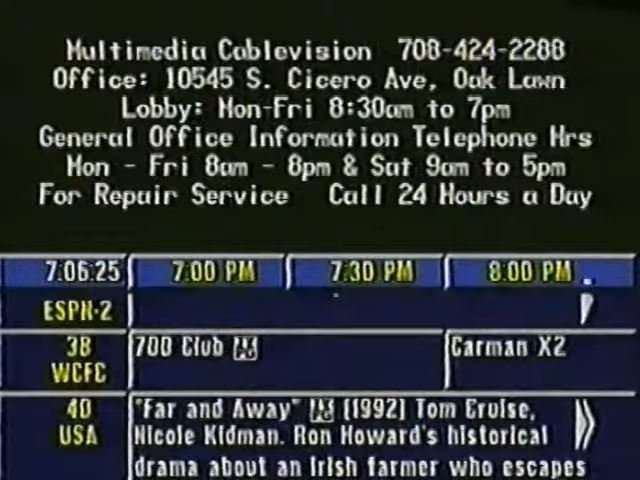 Multimedia Cablevision 708-424-2288
Office: 10545 S. Cicero Ave, Oak Lawn
Lobby: Mon-Fri 8:30am to 7pm
General Office Information Telephone Hrs
Mon - Fri 8am - 8pm & Sat 9am to 5pm
For Repair Service Call 24 Hours a Day
7:06:25 7:00 PM 7:30 PM 8:00 PM
ESPN-2
38 700 Club Carman X2
WCFC
40 "Far and Away" (1992) Tom Cruise,
USA Nicole Kidman. Ron Howard's historical
drama about an Irish farmer who escapes